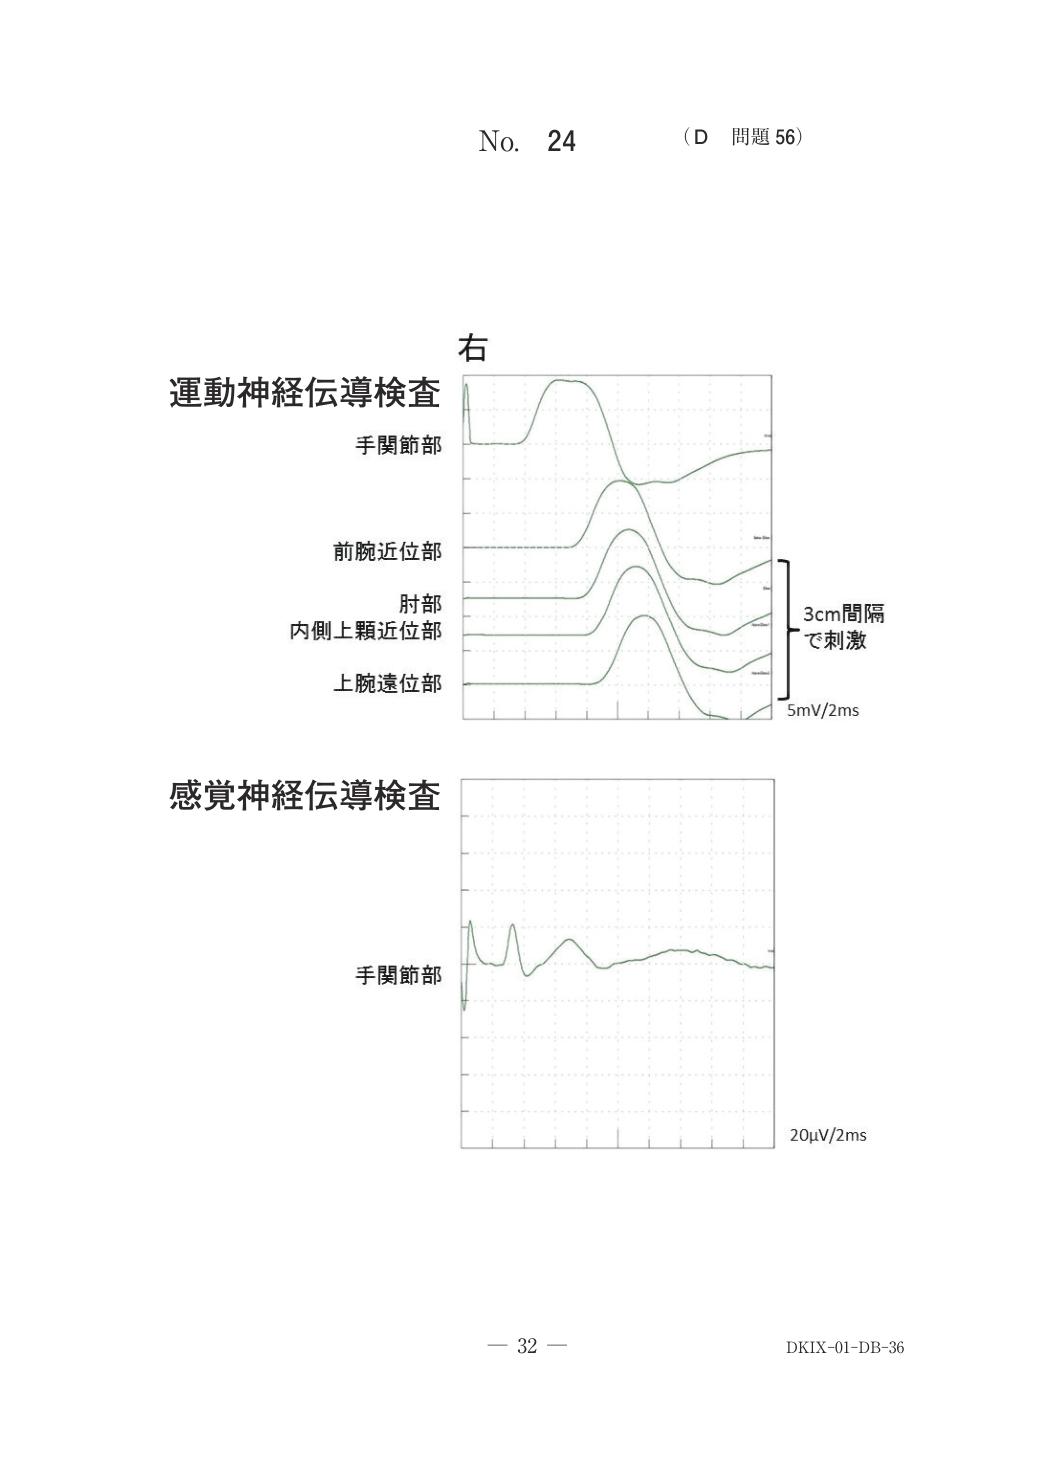 No. 24 （D 問題 56）
右
運動神経伝導検査
手関節部
前腕近位部
肘部
内側上顆近位部
上腕遠位部
3cm間隔
で刺激
5mV/2ms
感覚神経伝導検査
手関節部
20μV/2ms
― 32 ―
DKIX-01-DB-36